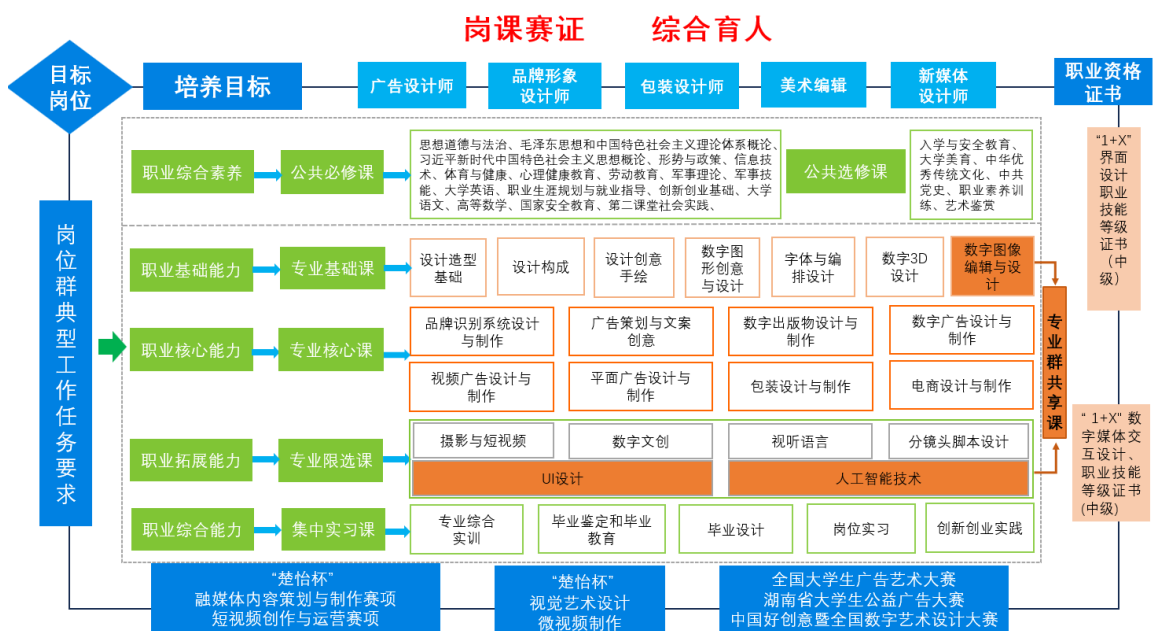 岗课赛证 综合育人
目标
岗位
培养目标
广告设计师
品牌形象
设计师
包装设计师
美术编辑
新媒体
设计师
职业资格
证书
职业综合素养
公共必修课
思想道德与法治、毛泽东思想和中国特色社会主义理论体系概论、
习近平新时代中国特色社会主义思想概论、形势与政策、信息技
术、体育与健康、心理健康教育、劳动教育、军事理论、军事技
能、大学英语、职业生涯规划与就业指导、创新创业基础、大学
语文、高等数学、国家安全教育、第二课堂社会实践、
公共选修课
入学与安全教育、
大学美育、中华优
秀传统文化、中共
党史、职业素养训
练、艺术鉴赏
“1+X”
界面
设计
职业
技能
等级
证书
（中
级）
岗位群典型工作任务要求
职业基础能力
专业基础课
设计造型
基础
设计构成
设计创意
手绘
数字图
形创意
与设计
字体与编
排设计
数字3D
设计
数字图像
编辑与设
计
职业核心能力
专业核心课
品牌识别系统设计
与制作
广告策划与文案
创意
数字出版物设计与
制作
数字广告设计与
制作
视频广告设计与
制作
平面广告设计与
制作
包装设计与制作
电商设计与制作
专业群共享课
职业拓展能力
专业限选课
摄影与短视频
数字文创
视听语言
分镜头脚本设计
UI设计
人工智能技术
“ 1+X” 数
字媒体交
互设计、
职业技能
等级证书
(中级)
职业综合能力
集中实习课
专业综合
实训
毕业鉴定和毕业
教育
毕业设计
岗位实习
创新创业实践
“楚怡杯”
融媒体内容策划与制作赛项
短视频创作与运营赛项
“楚怡杯”
视觉艺术设计
微视频制作
全国大学生广告艺术大赛
湖南省大学生公益广告大赛
中国好创意暨全国数字艺术设计大赛